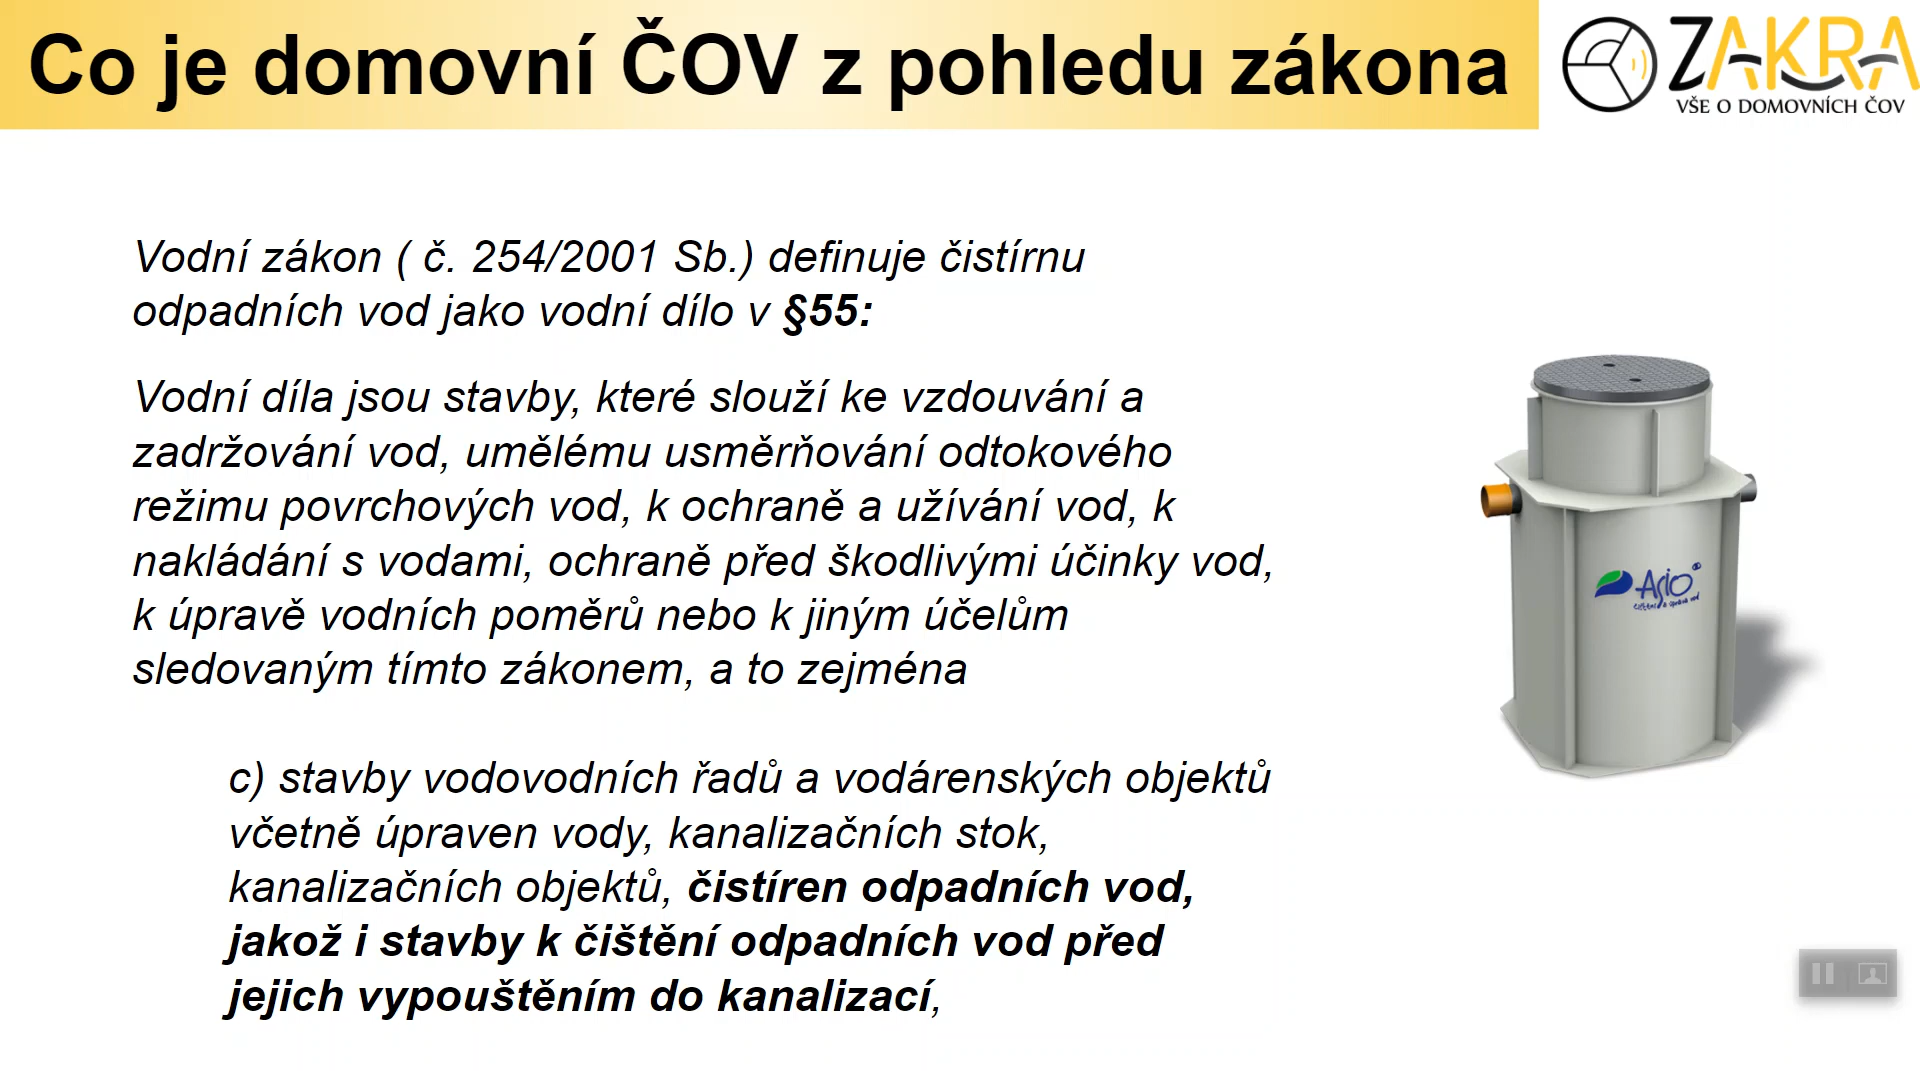 Co je domovní ČOV z pohledu zákona
ZAKRA
VŠE O DOMOVNÍCH ČOV
Vodní zákon ( č. 254/2001 Sb.) definuje čistírnu
odpadních vod jako vodní dílo v §55:
Vodní díla jsou stavby, které slouží ke vzdouvání a
zadržování vod, umělému usměrňování odtokového
režimu povrchových vod, k ochraně a užívání vod, k
nakládání s vodami, ochraně před škodlivými účinky vod,
k úpravě vodních poměrů nebo k jiným účelům
sledovaným tímto zákonem, a to zejména
c) stavby vodovodních řadů a vodárenských objektů
včetně úpraven vody, kanalizačních stok,
kanalizačních objektů, čistíren odpadních vod,
jakož i stavby k čištění odpadních vod před
jejich vypouštěním do kanalizací,
Asio
čištění a úprava vod